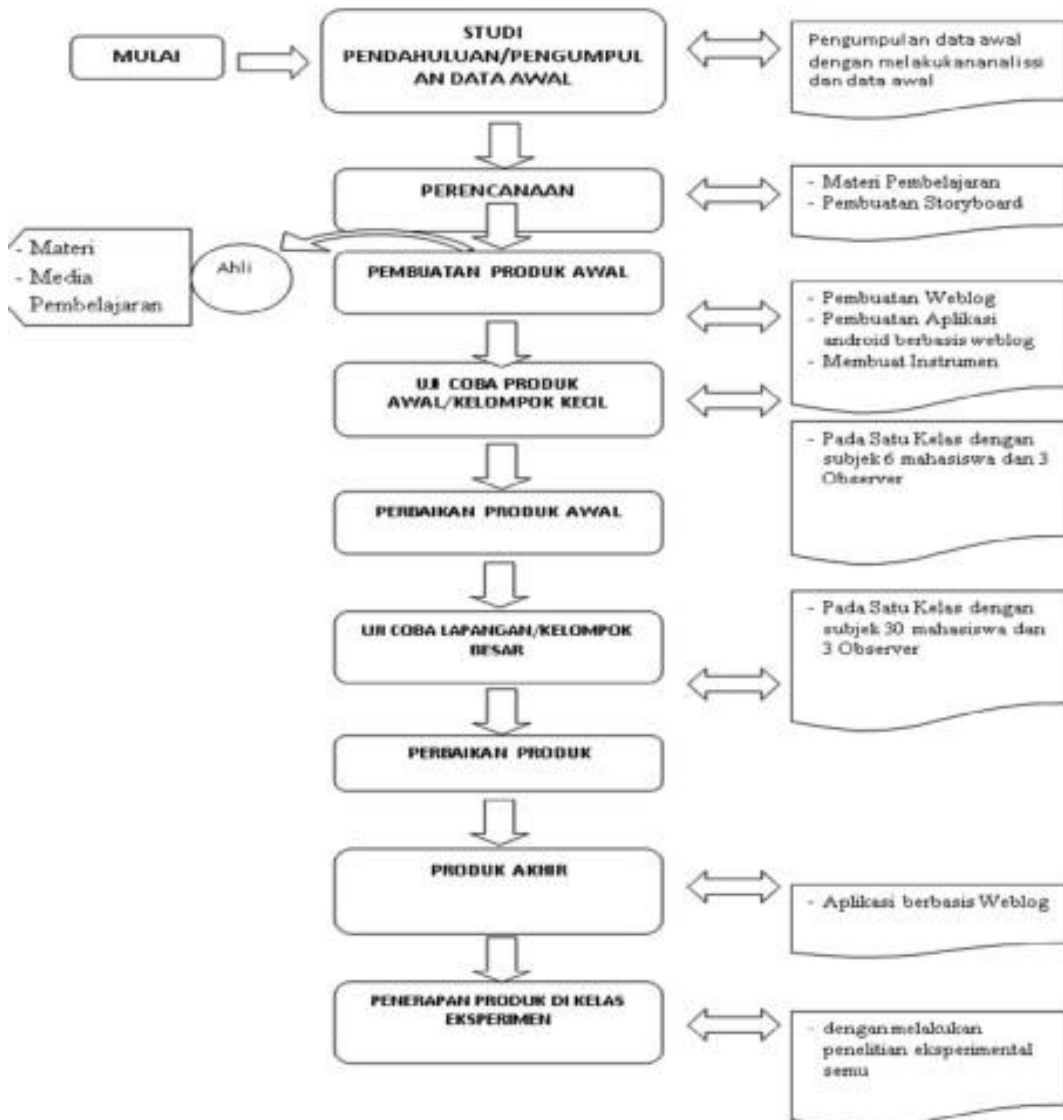 MULAI
STUDI
PENDAHULUAN/PENGUMPUL
AN DATA AWAL
Pengumpulan data awal
dengan melakukananalissi
dan data awal
PERENCANAAN
- Materi Pembelajaran
- Pembuatan Storyboard
- Materi
- Media
Pembelajaran
Ahli
PEMBUATAN PRODUK AWAL
- Pembuatan Weblog
- Pembuatan Aplikasi
android berbasis weblog
- Membuat Instrumen
UJI COBA PRODUK
AWAL/KELOMPOK KECIL
- Pada Satu Kelas dengan
subjek 6 mahasiswa dan 3
Observer
PERBAIKAN PRODUK AWAL
UJI COBA LAPANGAN/KELOMPOK
BESAR
- Pada Satu Kelas dengan
subjek 30 mahasiswa dan
3 Observer
PERBAIKAN PRODUK
PRODUK AKHIR
- Aplikasi berbasis Weblog
PENERAPAN PRODUK DI KELAS
EKSPERIMEN
- dengan melakukan
penelitian eksperimental
semu